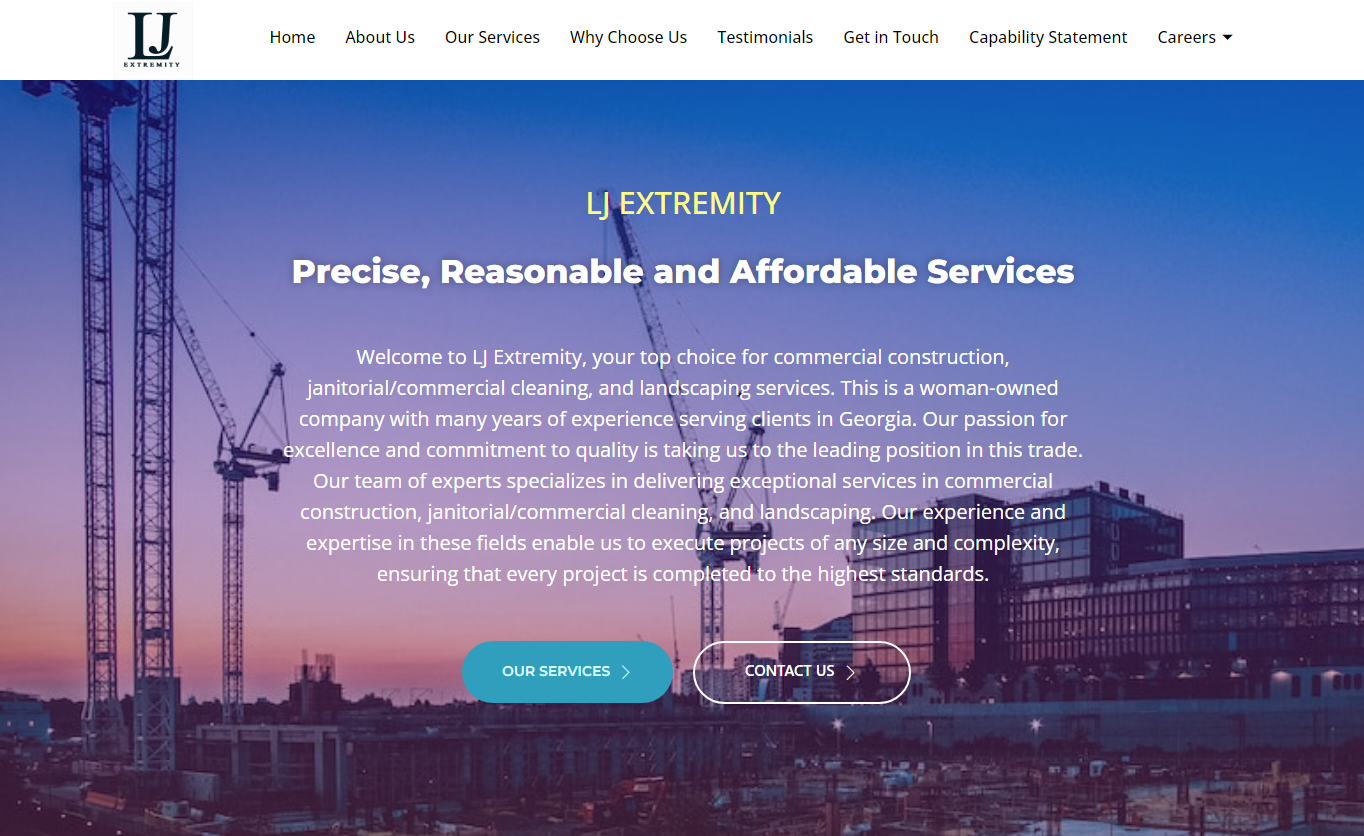 LJ
EXTREMITY
Home About Us Our Services Why Choose Us Testimonials Get in Touch Capability Statement Careers
LJ EXTREMITY
Precise, Reasonable and Affordable Services
Welcome to LJ Extremity, your top choice for commercial construction,
janitorial/commercial cleaning, and landscaping services. This is a woman-owned
company with many years of experience serving clients in Georgia. Our passion for
excellence and commitment to quality is taking us to the leading position in this trade.
Our team of experts specializes in delivering exceptional services in commercial
construction, janitorial/commercial cleaning, and landscaping. Our experience and
expertise in these fields enable us to execute projects of any size and complexity,
ensuring that every project is completed to the highest standards.
OUR SERVICES CONTACT US